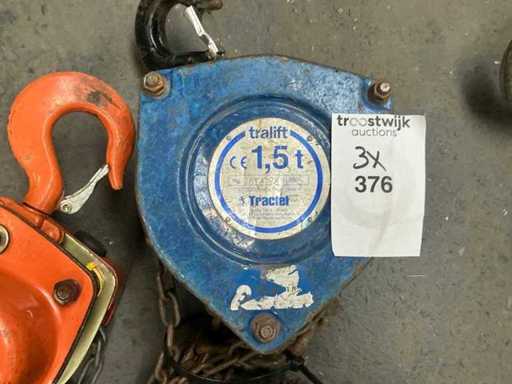 tralift
CE 1,5 t
Tractel
troostwijk
auctions
3x
376